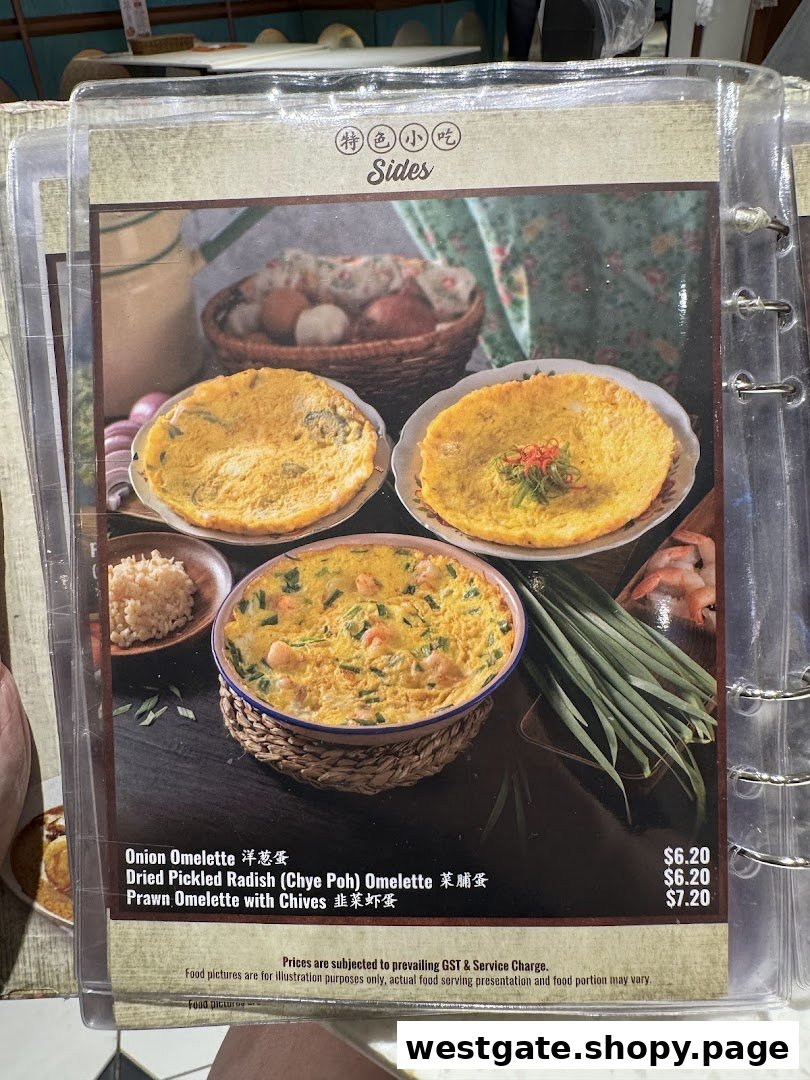 特色小吃
Sides
Onion Omelette 洋葱蛋 $6.20
Dried Pickled Radish (Chye Poh) Omelette 菜脯蛋 $6.20
Prawn Omelette with Chives 韭菜虾蛋 $7.20
Prices are subjected to prevailing GST & Service Charge.
Food pictures are for illustration purposes only, actual food serving presentation and food portion may vary.
Food pictures are
westgate.shopy.page